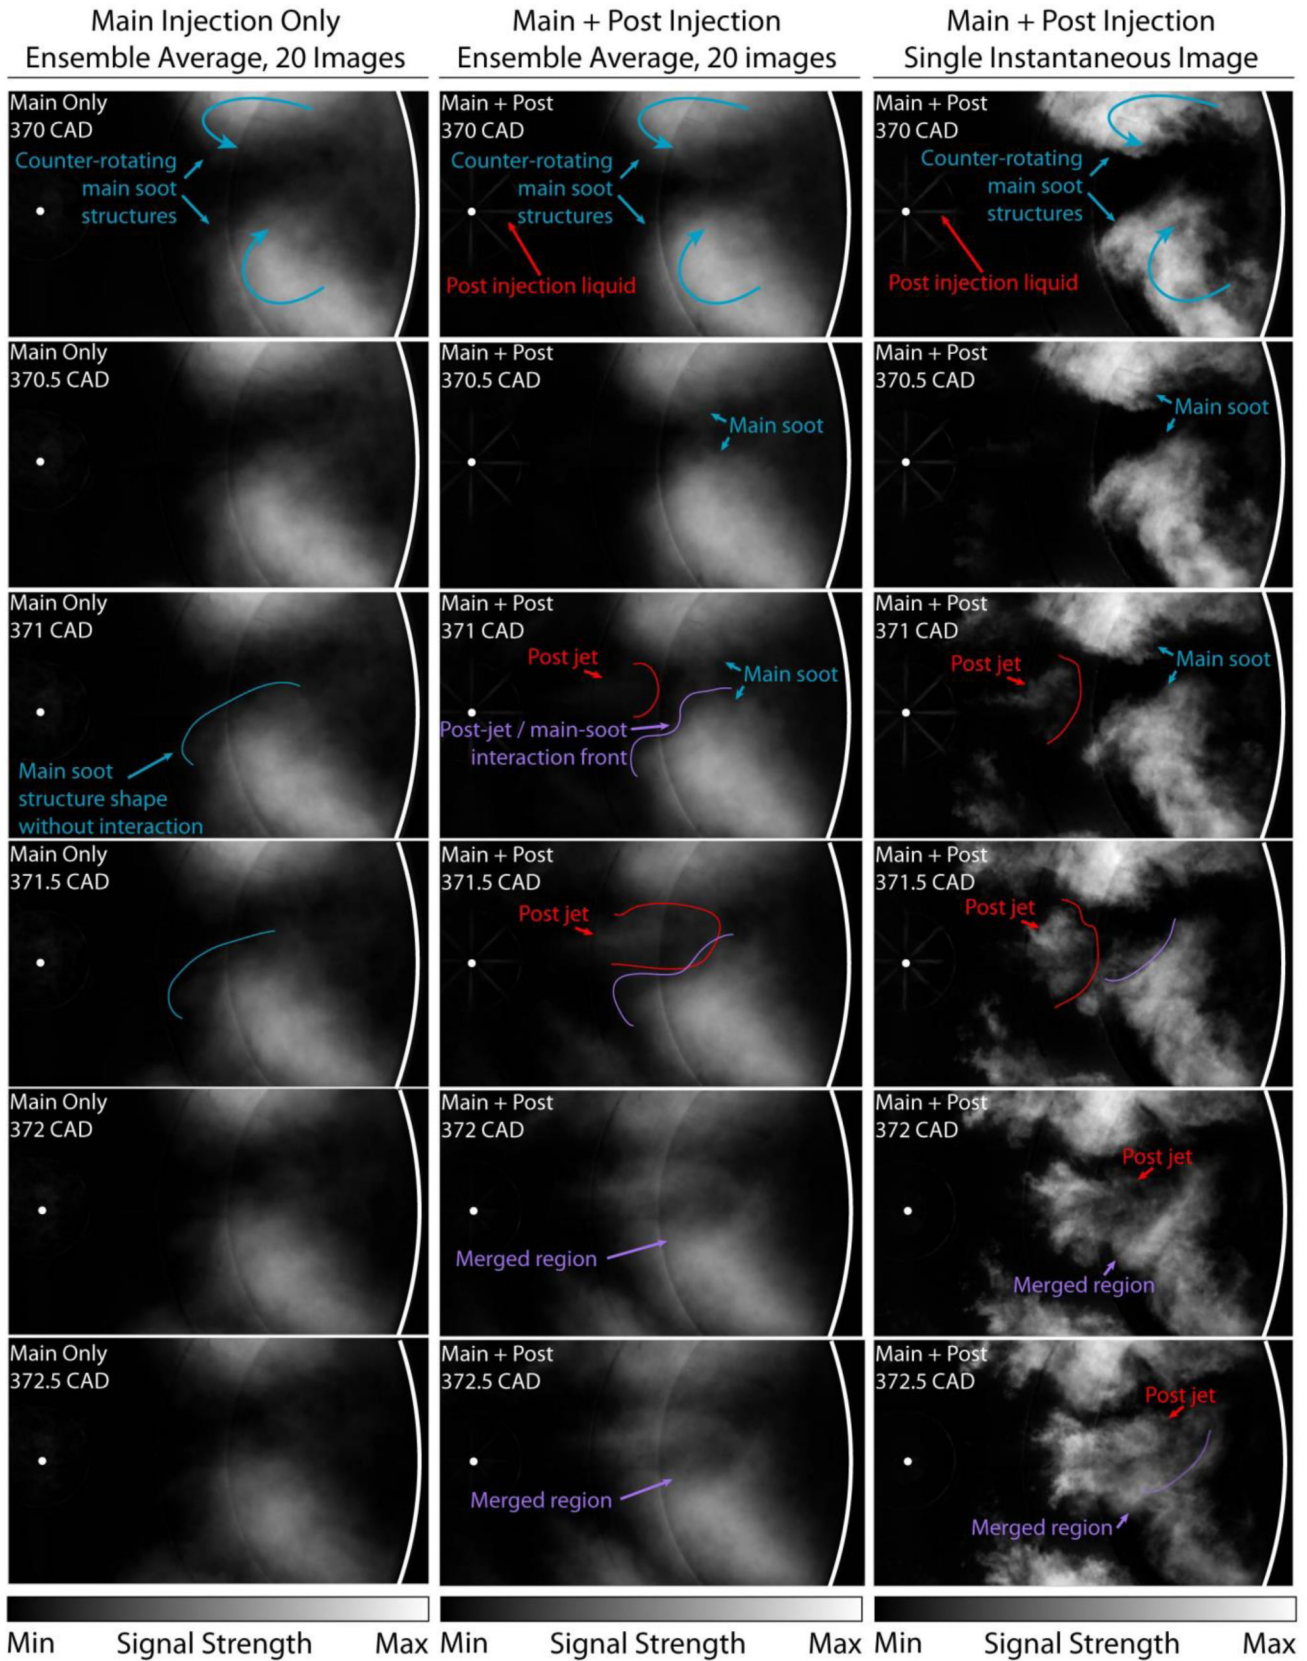 Main Injection Only
Ensemble Average, 20 Images
Main + Post Injection
Ensemble Average, 20 images
Main + Post Injection
Single Instantaneous Image
Main Only
370 CAD
Counter-rotating
main soot
structures
Main + Post
370 CAD
Counter-rotating
main soot
structures
Post injection liquid
Main + Post
370 CAD
Counter-rotating
main soot
structures
Post injection liquid
Main Only
370.5 CAD
Main + Post
370.5 CAD
Main soot
Main + Post
370.5 CAD
Main soot
Main Only
371 CAD
Main soot
structure shape
without interaction
Main + Post
371 CAD
Post jet
Main soot
Post-jet / main-soot
interaction front
Main + Post
371 CAD
Post jet
Main soot
Main Only
371.5 CAD
Main + Post
371.5 CAD
Post jet
Main + Post
371.5 CAD
Post jet
Main Only
372 CAD
Main + Post
372 CAD
Merged region
Main + Post
372 CAD
Post jet
Merged region
Main Only
372.5 CAD
Main + Post
372.5 CAD
Merged region
Main + Post
372.5 CAD
Post jet
Merged region
Min Signal Strength Max
Min Signal Strength Max
Min Signal Strength Max